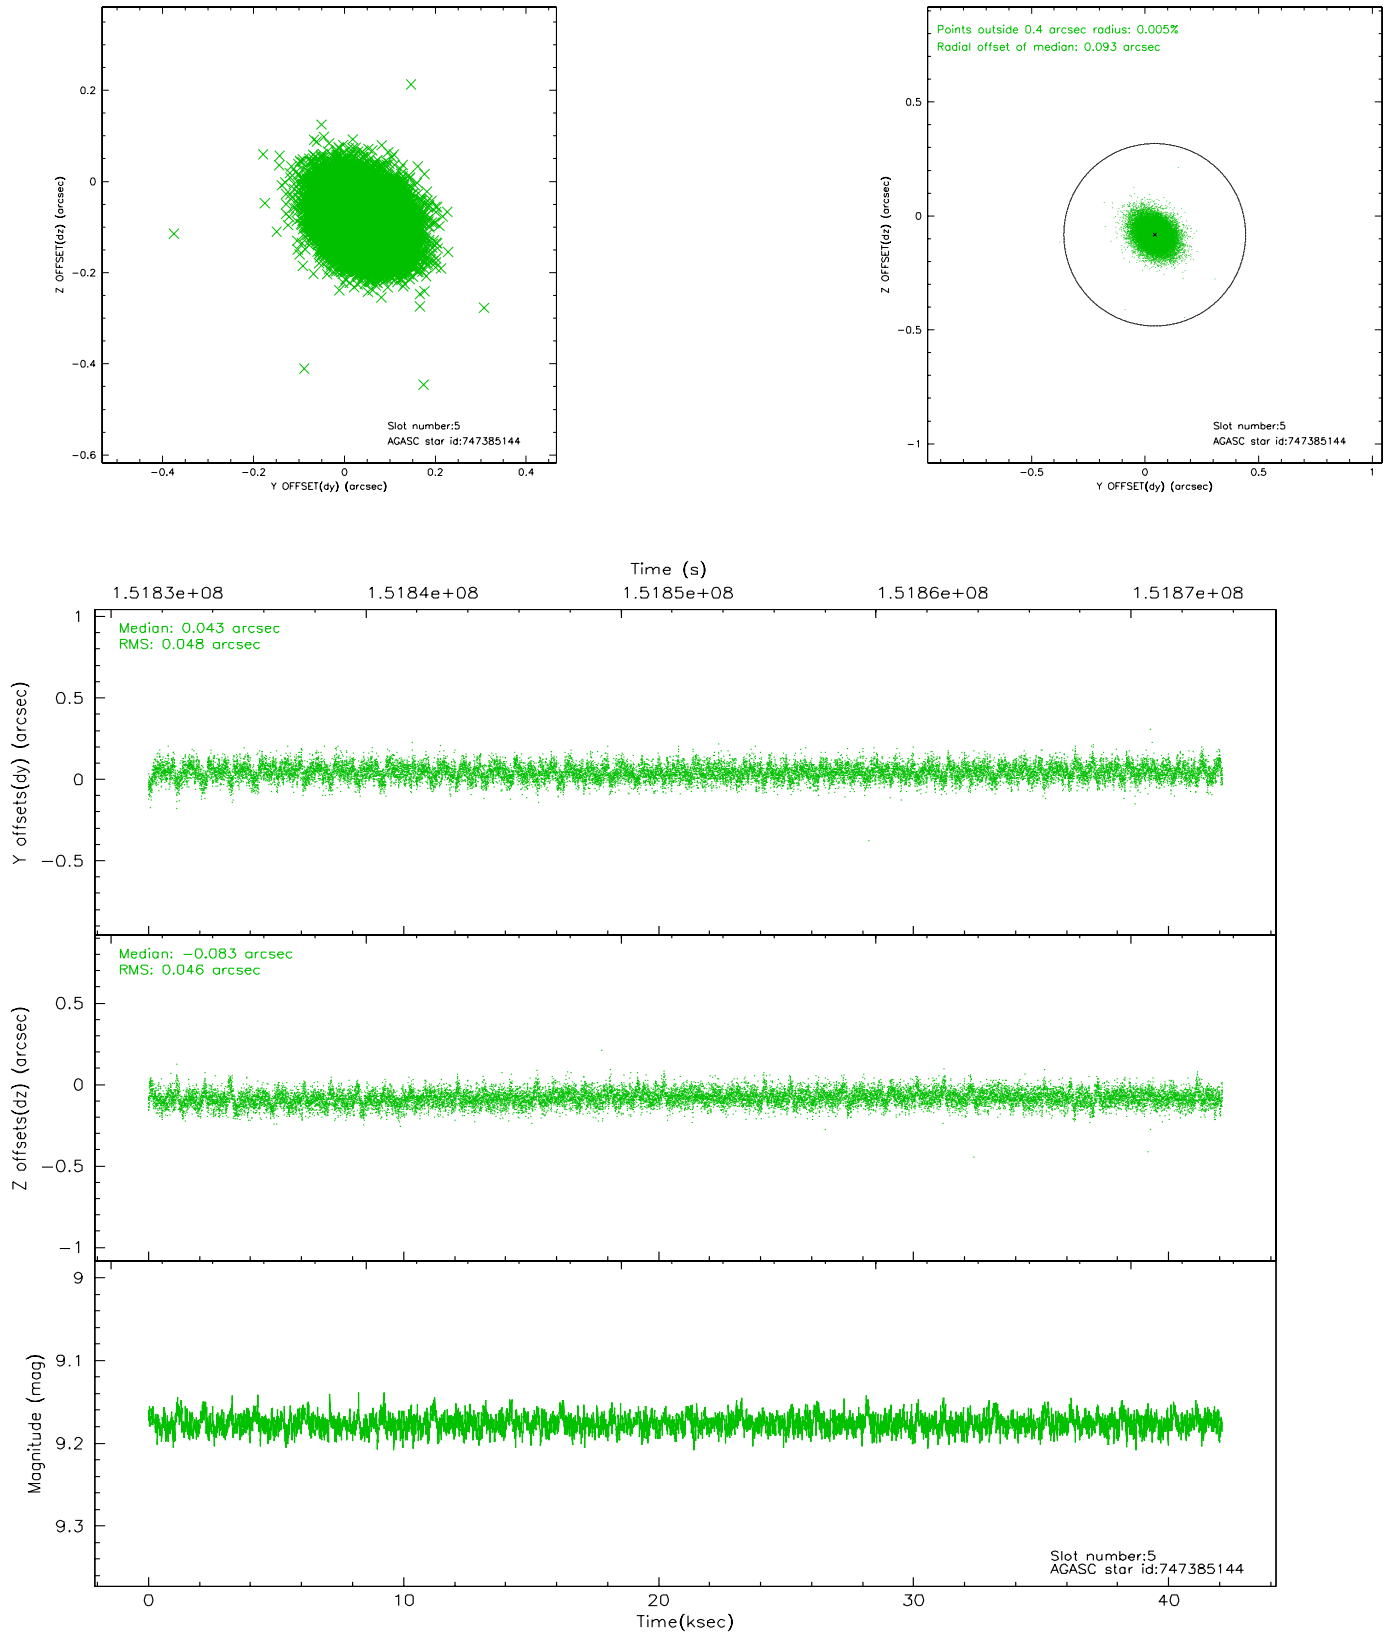 0.2
0
−0.2
−0.4
−0.6
Z OFFSET(dz) (arcsec)
Slot number:5
AGASC star id:747385144
−0.4 −0.2 0 0.2 0.4
Y OFFSET(dy) (arcsec)
Points outside 0.4 arcsec radius: 0.005%
Radial offset of median: 0.093 arcsec
0.5
0
−0.5
−1
Z OFFSET(dz) (arcsec)
Slot number:5
AGASC star id:747385144
−0.5 0 0.5 1
Y OFFSET(dy) (arcsec)
Time (s)
1.5183e+08 1.5184e+08 1.5185e+08 1.5186e+08 1.5187e+08
Median: 0.043 arcsec
RMS: 0.048 arcsec
1
0.5
0
−0.5
Y offsets(dy) (arcsec)
Median: −0.083 arcsec
RMS: 0.046 arcsec
0.5
0
−0.5
−1
Z offsets(dz) (arcsec)
9
9.1
9.2
9.3
Magnitude (mag)
Slot number:5
AGASC star id:747385144
0 10 20 30 40
Time(ksec)